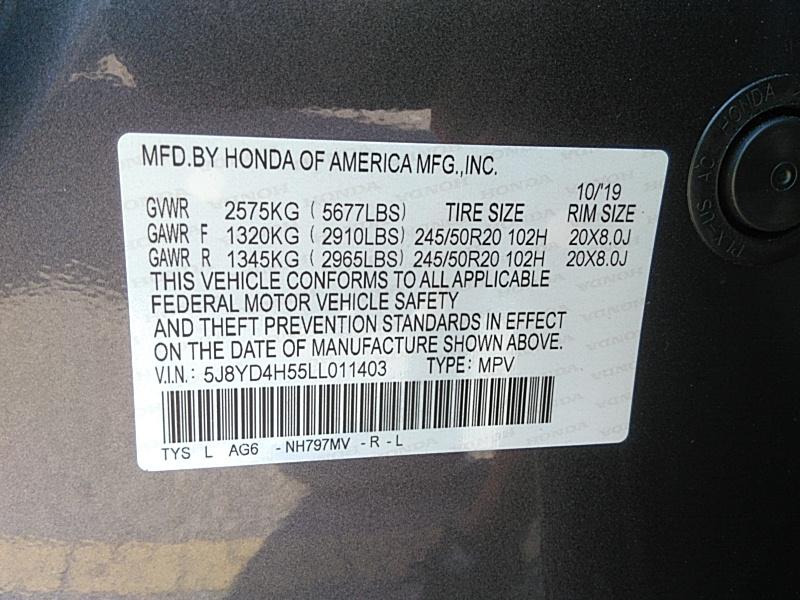 MFD.BY HONDA OF AMERICA MFG.,INC.
10/'19
GVWR 2575KG ( 5677LBS) TIRE SIZE RIM SIZE
GAWR F 1320KG ( 2910LBS) 245/50R20 102H 20X8.0J
GAWR R 1345KG ( 2965LBS) 245/50R20 102H 20X8.0J
THIS VEHICLE CONFORMS TO ALL APPLICABLE
FEDERAL MOTOR VEHICLE SAFETY
AND THEFT PREVENTION STANDARDS IN EFFECT
ON THE DATE OF MANUFACTURE SHOWN ABOVE.
V.I.N.: 5J8YD4H55LL011403 TYPE: MPV
TYS L AG6 -NH797MV -R - L
HONDA